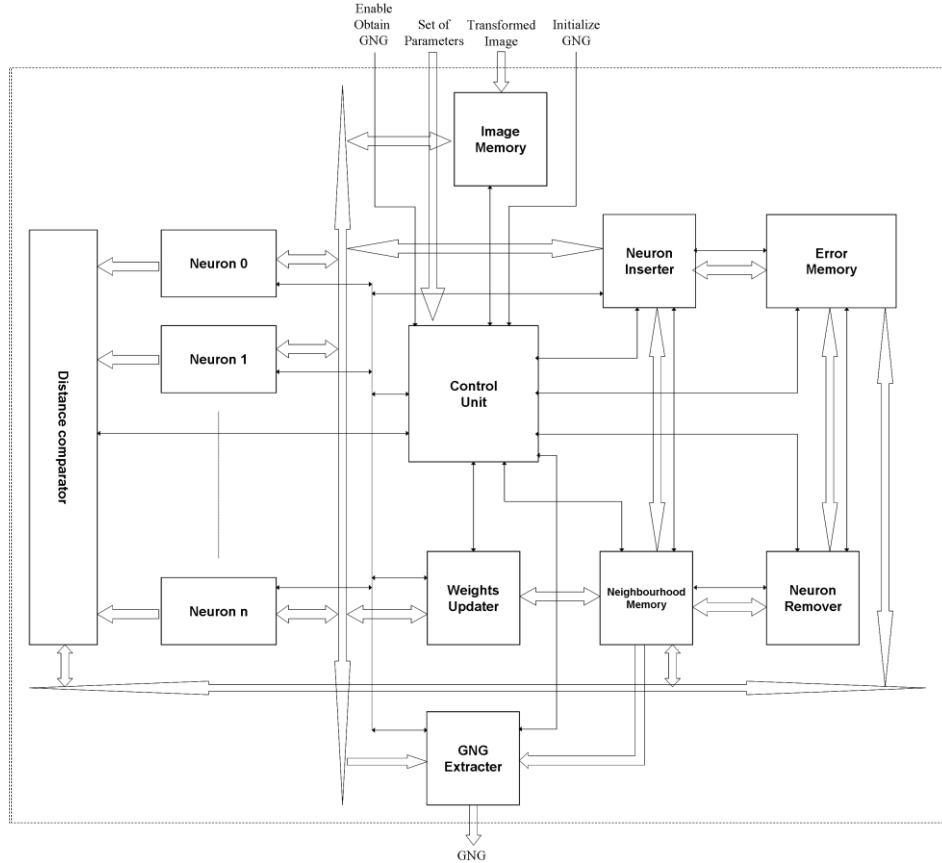 Enable
Obtain
GNG
Set of
Parameters
Transformed
Image
Initialize
GNG
Image
Memory
Neuron 0
Neuron
Inserter
Error
Memory
Neuron 1
Control
Unit
Distance comparator
Neuron n
Weights
Updater
Neighbourhood
Memory
Neuron
Remover
GNG
Extracter
GNG